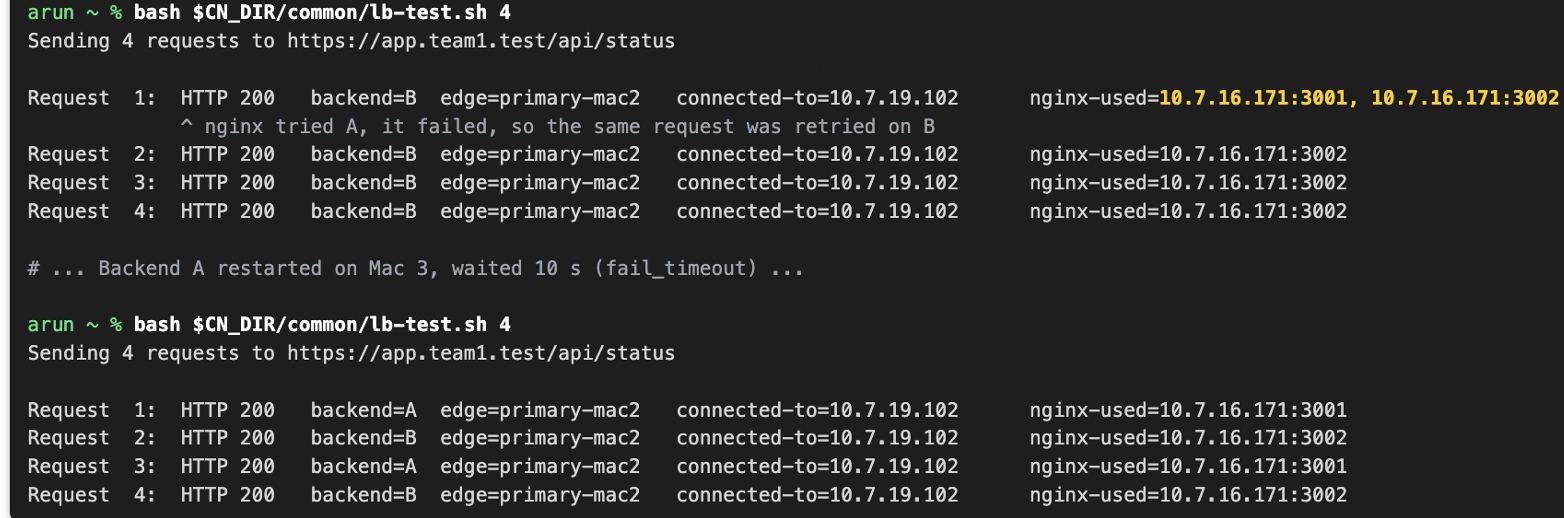 arun ~ % bash $CN_DIR/common/lb-test.sh 4
Sending 4 requests to https://app.team1.test/api/status
Request 1: HTTP 200 backend=B edge=primary-mac2 connected-to=10.7.19.102 nginx-used=10.7.16.171:3001, 10.7.16.171:3002
^ nginx tried A, it failed, so the same request was retried on B
Request 2: HTTP 200 backend=B edge=primary-mac2 connected-to=10.7.19.102 nginx-used=10.7.16.171:3002
Request 3: HTTP 200 backend=B edge=primary-mac2 connected-to=10.7.19.102 nginx-used=10.7.16.171:3002
Request 4: HTTP 200 backend=B edge=primary-mac2 connected-to=10.7.19.102 nginx-used=10.7.16.171:3002
# ... Backend A restarted on Mac 3, waited 10 s (fail_timeout) ...
arun ~ % bash $CN_DIR/common/lb-test.sh 4
Sending 4 requests to https://app.team1.test/api/status
Request 1: HTTP 200 backend=A edge=primary-mac2 connected-to=10.7.19.102 nginx-used=10.7.16.171:3001
Request 2: HTTP 200 backend=B edge=primary-mac2 connected-to=10.7.19.102 nginx-used=10.7.16.171:3002
Request 3: HTTP 200 backend=A edge=primary-mac2 connected-to=10.7.19.102 nginx-used=10.7.16.171:3001
Request 4: HTTP 200 backend=B edge=primary-mac2 connected-to=10.7.19.102 nginx-used=10.7.16.171:3002